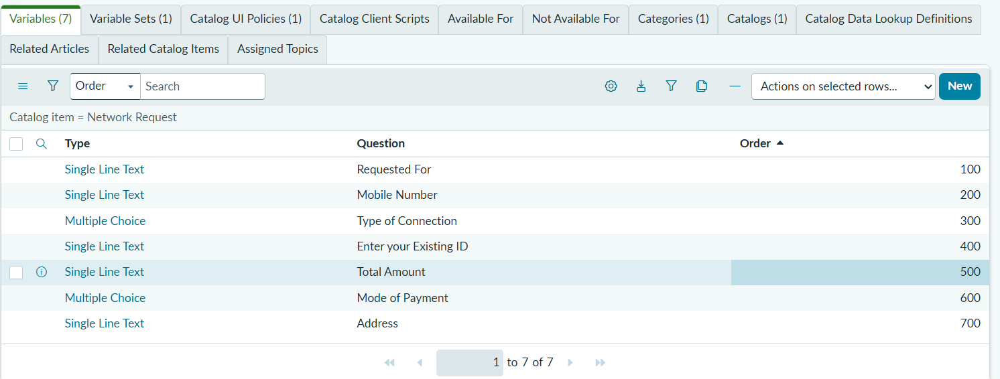 Variables (7) Variable Sets (1) Catalog UI Policies (1) Catalog Client Scripts Available For Not Available For Categories (1) Catalogs (1) Catalog Data Lookup Definitions
Related Articles Related Catalog Items Assigned Topics
Order Search Actions on selected rows... New
Catalog item = Network Request
Type Question Order
Single Line Text Requested For 100
Single Line Text Mobile Number 200
Multiple Choice Type of Connection 300
Single Line Text Enter your Existing ID 400
Single Line Text Total Amount 500
Multiple Choice Mode of Payment 600
Single Line Text Address 700
1 to 7 of 7